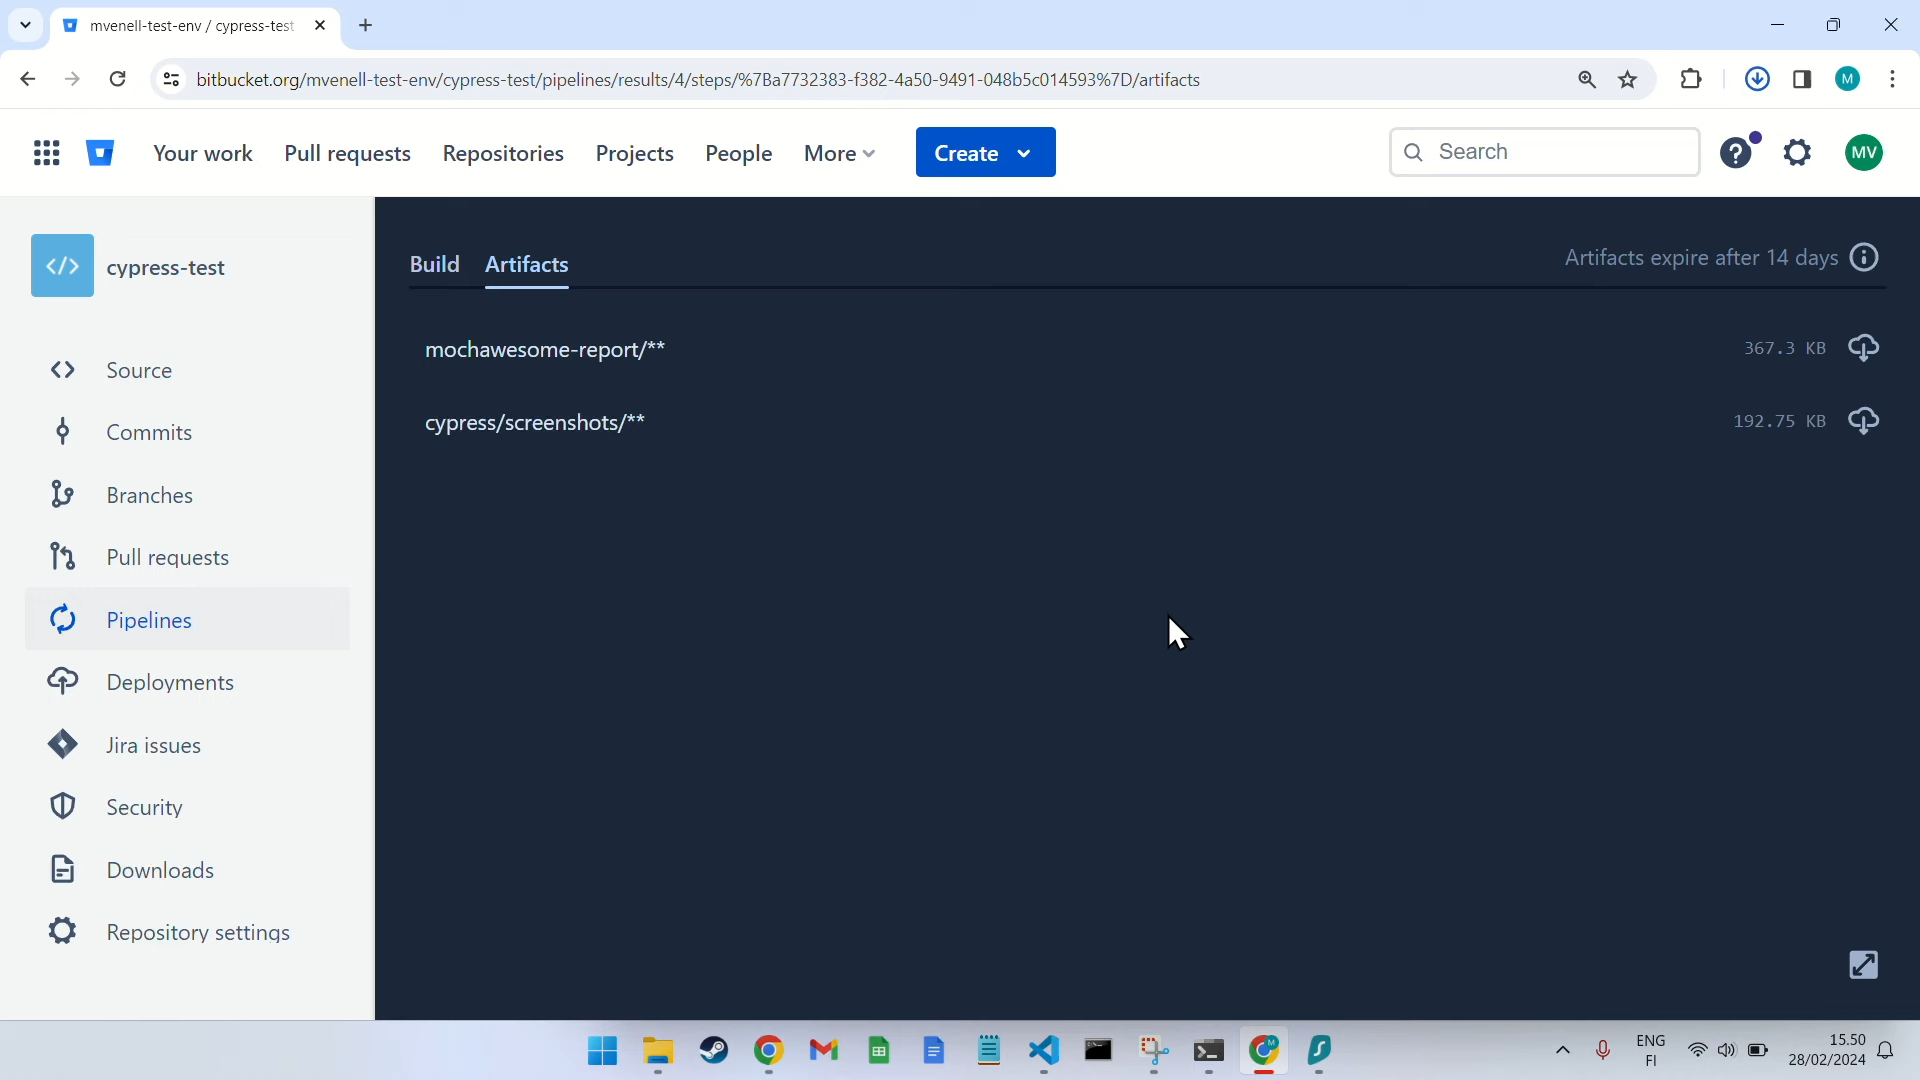 mvenell-test-env / cypress-test
bitbucket.org/mvenell-test-env/cypress-test/pipelines/results/4/steps/%7Ba7732383-f382-4a50-9491-048b5c014593%7D/artifacts
M
Your work
Pull requests
Repositories
Projects
People
More
Create
Search
MV
cypress-test
Build
Artifacts
Artifacts expire after 14 days
mochawesome-report/**
367.3 KB
cypress/screenshots/**
192.75 KB
Source
Commits
Branches
Pull requests
Pipelines
Deployments
Jira issues
Security
Downloads
Repository settings
ENG
FI
15.50
28/02/2024